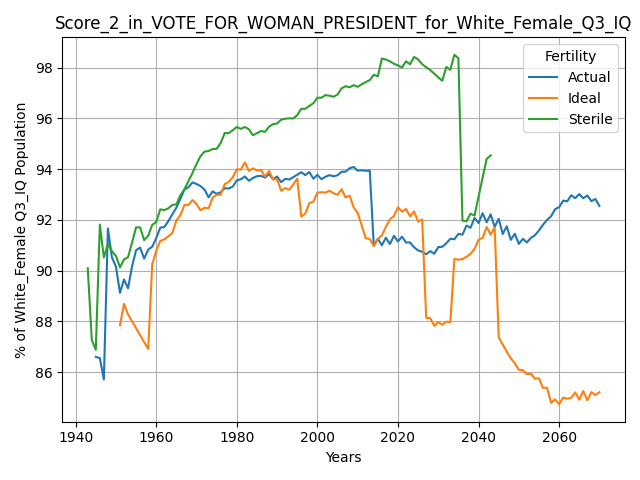 Score_2_in_VOTE_FOR_WOMAN_PRESIDENT_for_White_Female_Q3_IQ
% of White_Female Q3_IQ Population
98
96
94
92
90
88
86
Fertility
Actual
Ideal
Sterile
1940
1960
1980
2000
2020
2040
2060
Years